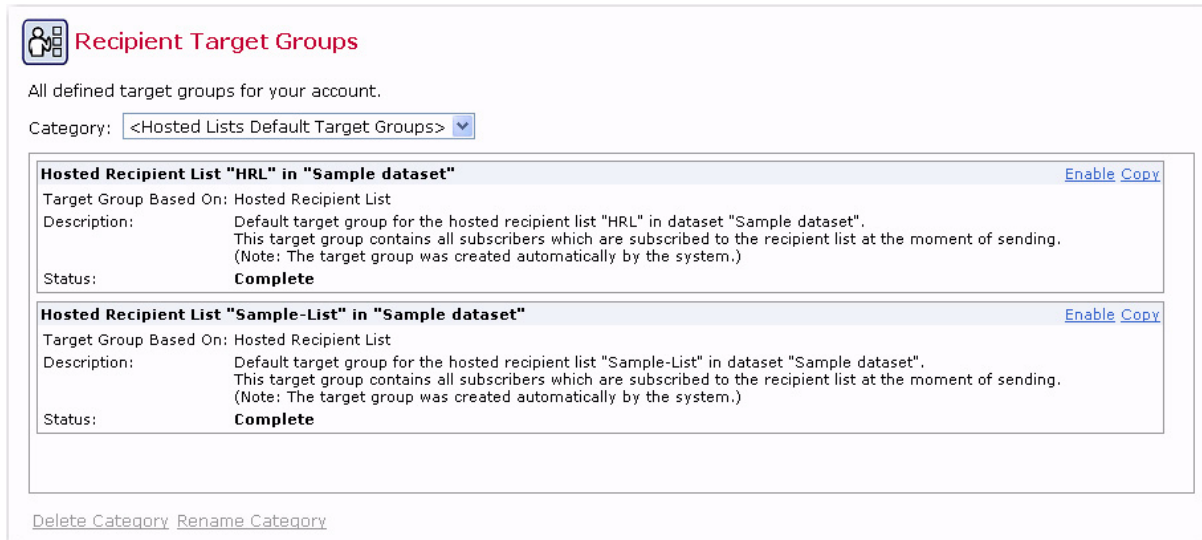 Recipient Target Groups
All defined target groups for your account.
Category: <Hosted Lists Default Target Groups>
Hosted Recipient List "HRL" in "Sample dataset" Enable Copy
Target Group Based On: Hosted Recipient List
Description: Default target group for the hosted recipient list "HRL" in dataset "Sample dataset".
This target group contains all subscribers which are subscribed to the recipient list at the moment of sending.
(Note: The target group was created automatically by the system.)
Status: Complete
Hosted Recipient List "Sample-List" in "Sample dataset" Enable Copy
Target Group Based On: Hosted Recipient List
Description: Default target group for the hosted recipient list "Sample-List" in dataset "Sample dataset".
This target group contains all subscribers which are subscribed to the recipient list at the moment of sending.
(Note: The target group was created automatically by the system.)
Status: Complete
Delete Category Rename Category